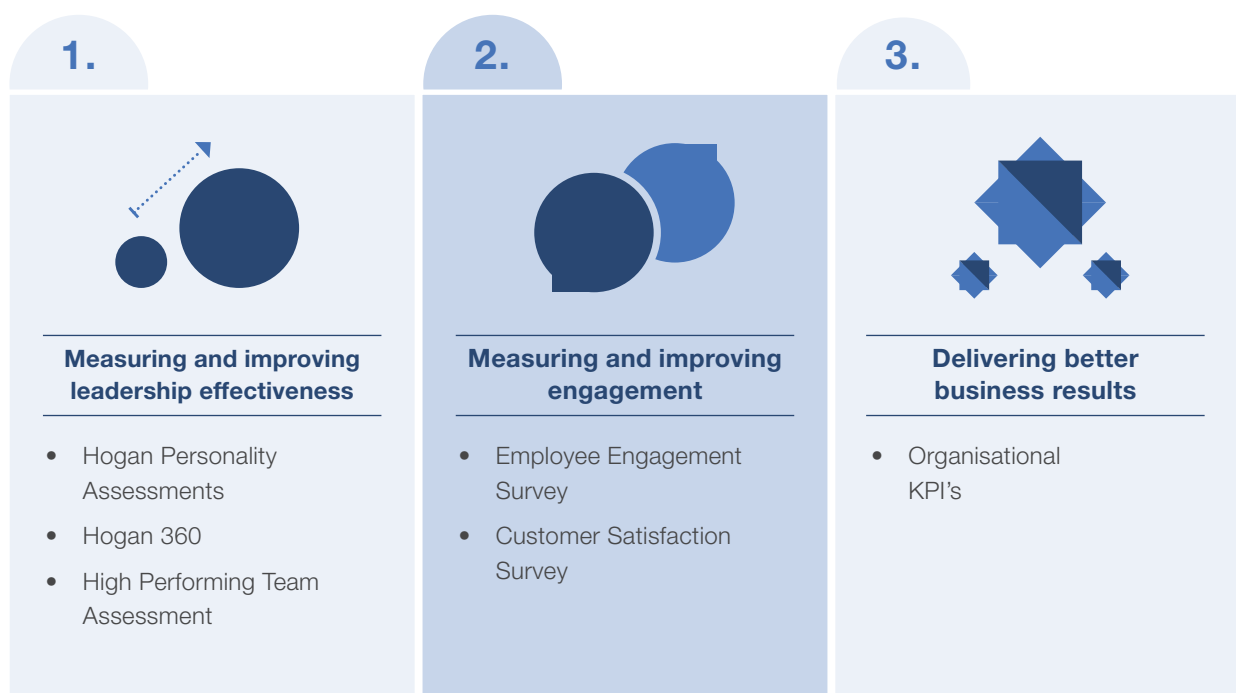 1.
Measuring and improving
leadership effectiveness
• Hogan Personality
Assessments
• Hogan 360
• High Performing Team
Assessment
2.
Measuring and improving
engagement
• Employee Engagement
Survey
• Customer Satisfaction
Survey
3.
Delivering better
business results
• Organisational
KPI’s